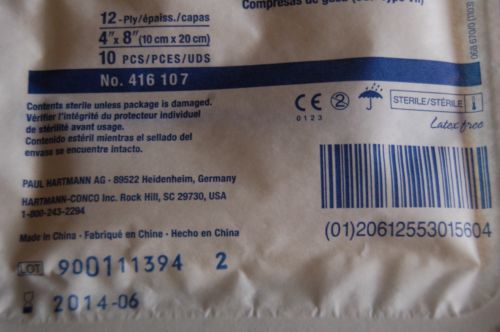 12-Ply/épaiss./capas
4"x 8" (10 cm x 20 cm)
10 PCS/PCES/UDS
No. 416 107
Contents sterile unless package is damaged.
Vérifier l'intégrité du protecteur individuel
de stérilité avant usage.
Contenido estéril mientras el sellado del
envase se encuentre intacto.
CE 2 STERILE/STÉRILE
0123
Latex free
PAUL HARTMANN AG - 89522 Heidenheim, Germany
HARTMANN-CONCO Inc. Rock Hill, SC 29730, USA
1-800-243-2294
(01)20612553015604
Made in China · Fabriqué en Chine · Hecho en China
LOT 900111394 2
2014-06